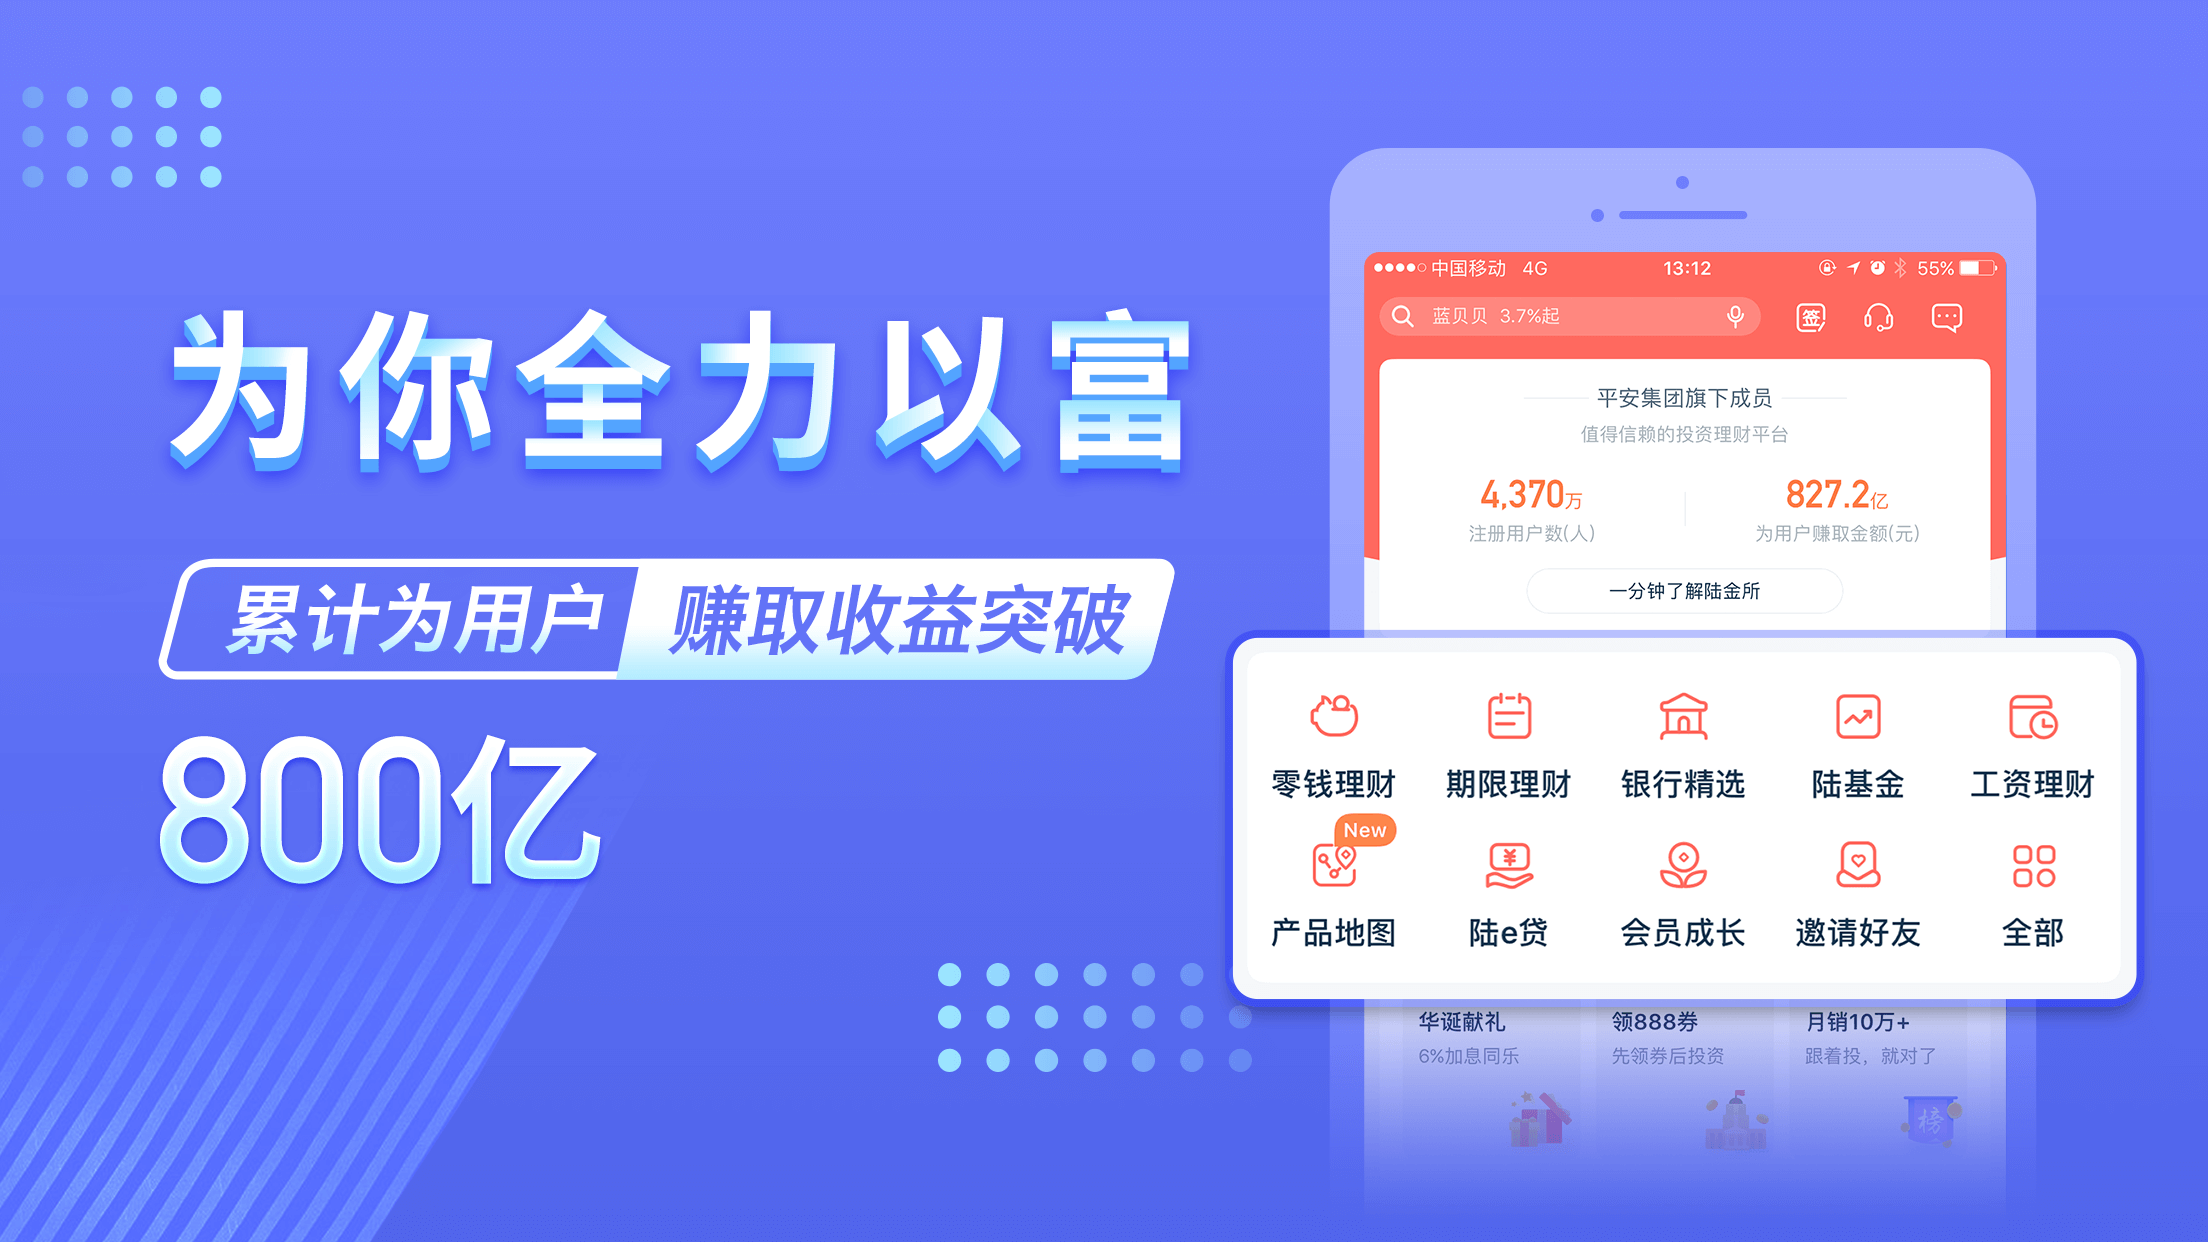 为你全力以富
累计为用户 赚取收益突破
800亿
中国移动 4G 13:12 55%
蓝贝贝 3.7%起 签
平安集团旗下成员
值得信赖的投资理财平台
4,370万 827.2亿
注册用户数(人) 为用户赚取金额(元)
一分钟了解陆金所
零钱理财 期限理财 银行精选 陆基金 工资理财
New
产品地图 陆e贷 会员成长 邀请好友 全部
华诞献礼 领888券 月销10万+
6%加息同乐 先领券后投资 跟着投，就对了
榜